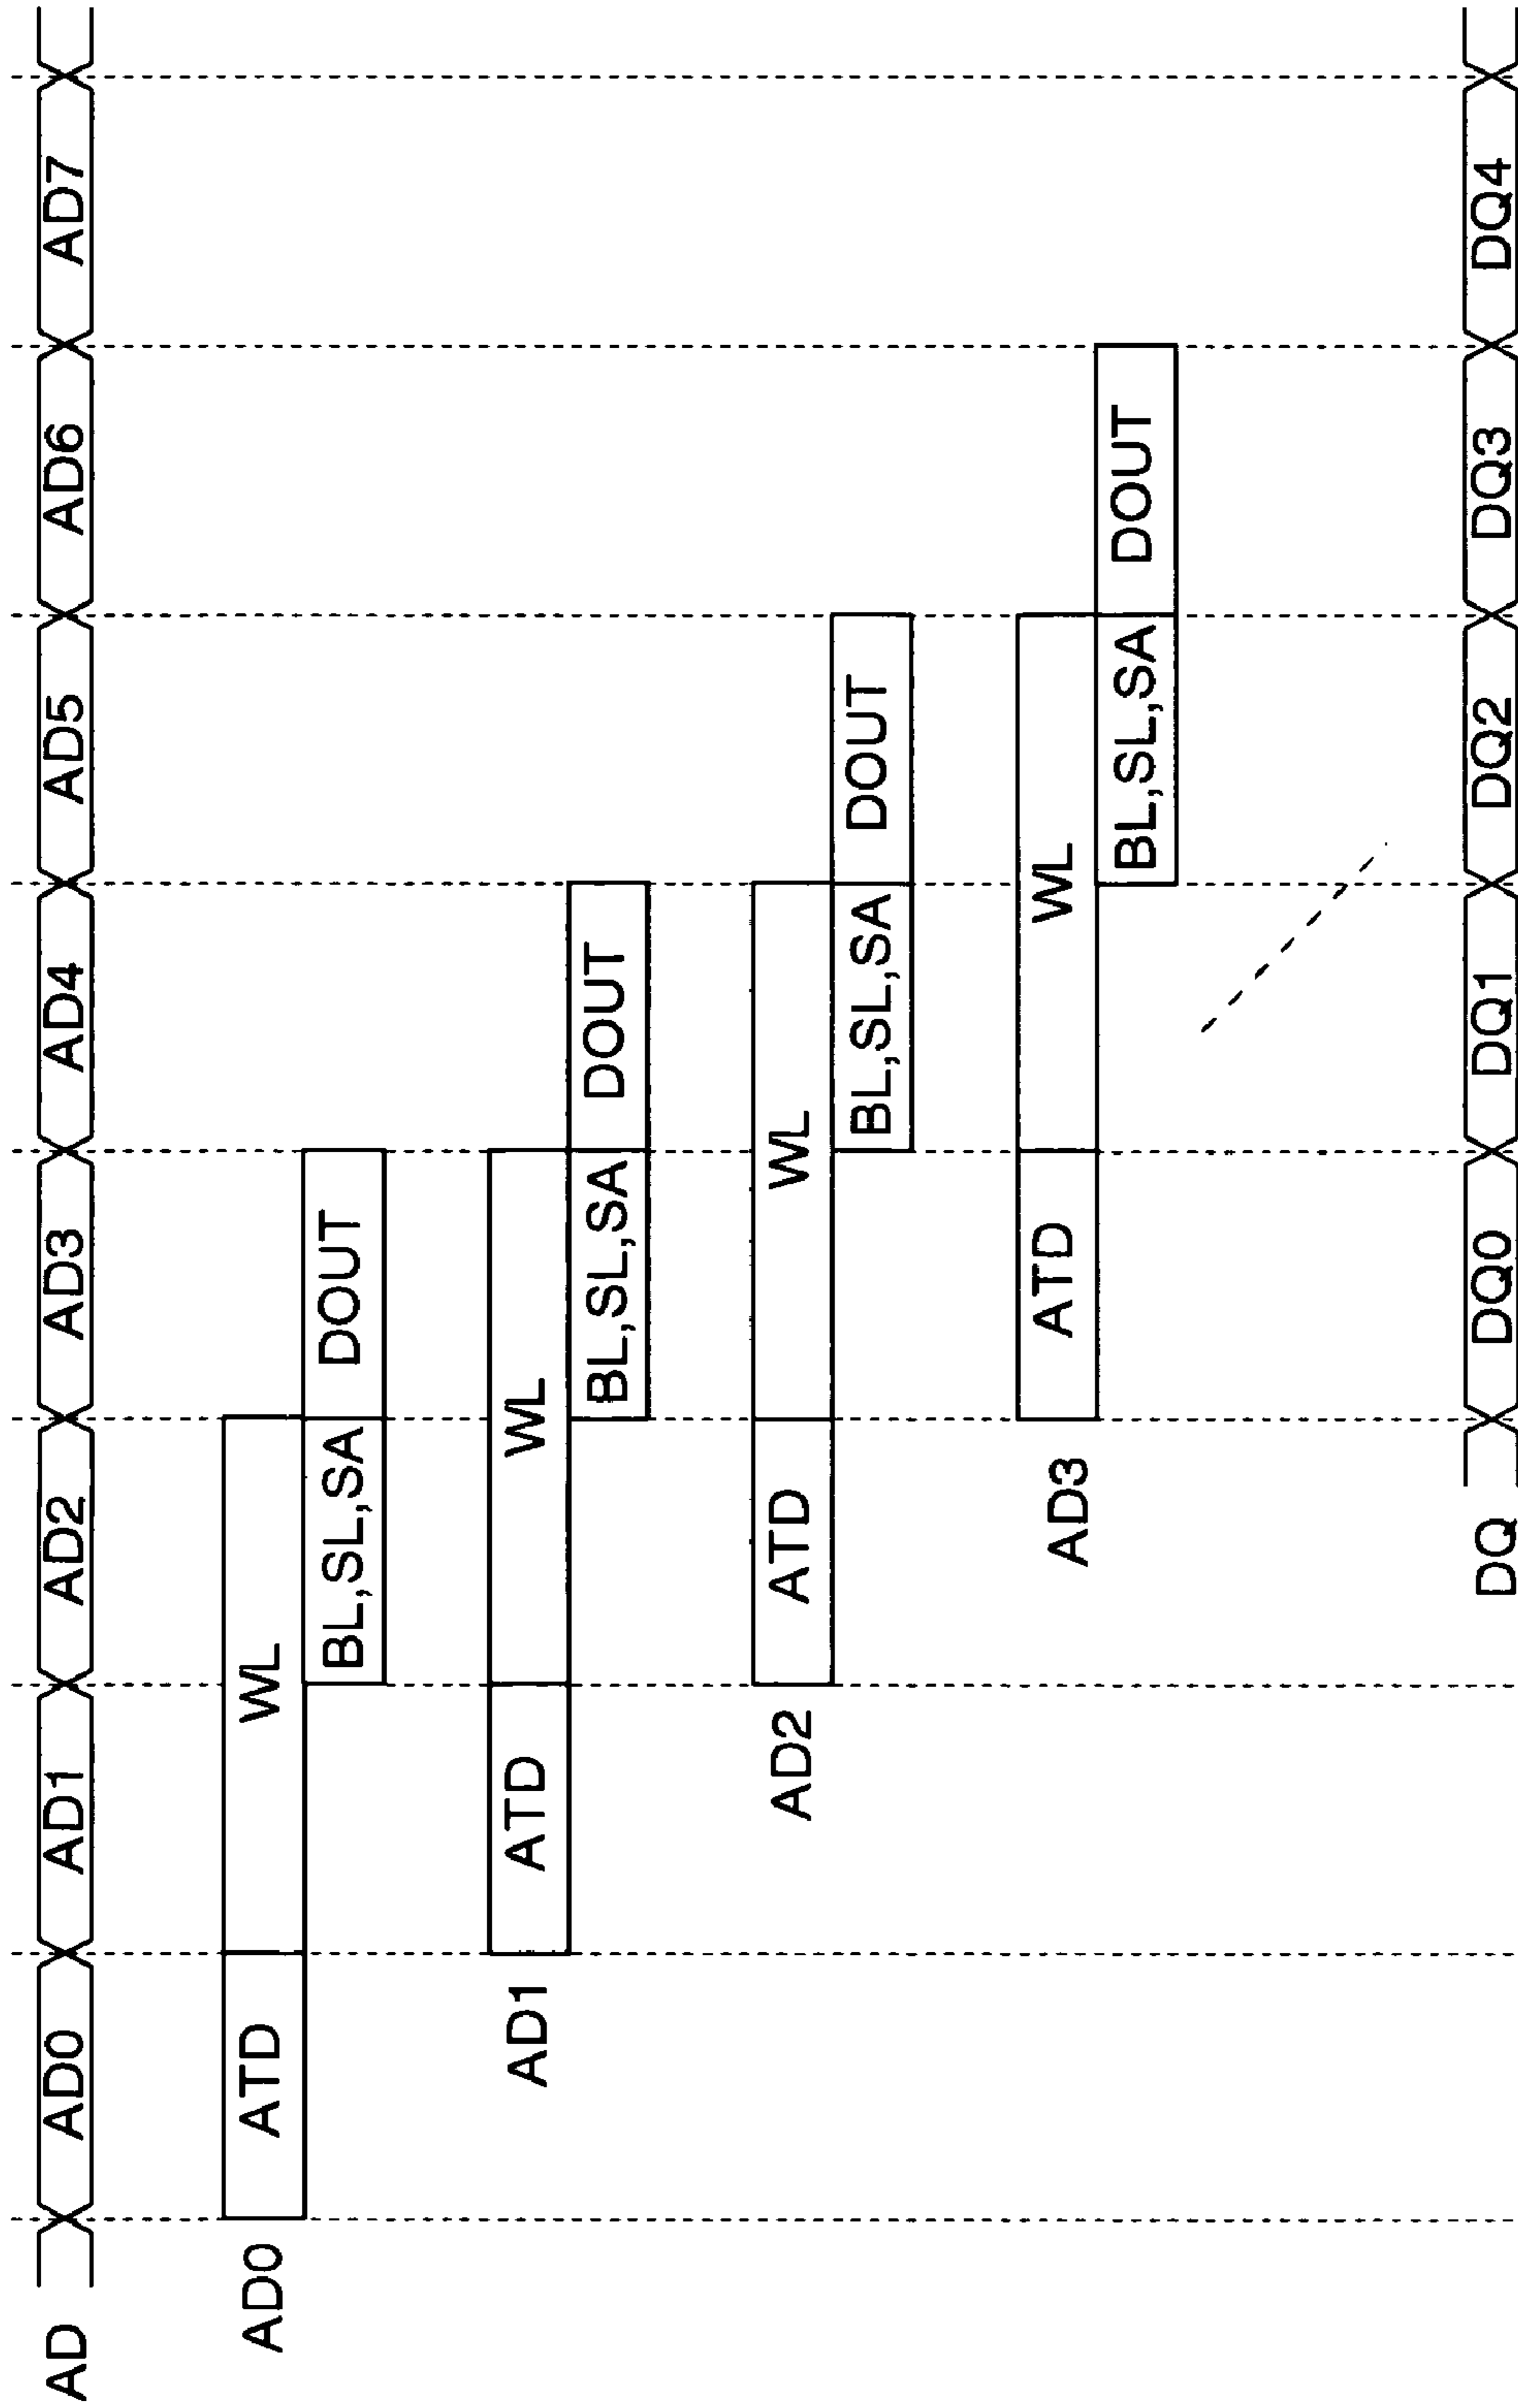 AD AD0 AD1 AD2 AD3 AD4 AD5 AD6 AD7
AD0 ATD WL
BL,SL,SA DOUT
AD1 ATD WL
BL,SL,SA DOUT
AD2 ATD WL
BL,SL,SA DOUT
AD3 ATD WL
BL,SL,SA DOUT
DQ DQ0 DQ1 DQ2 DQ3 DQ4